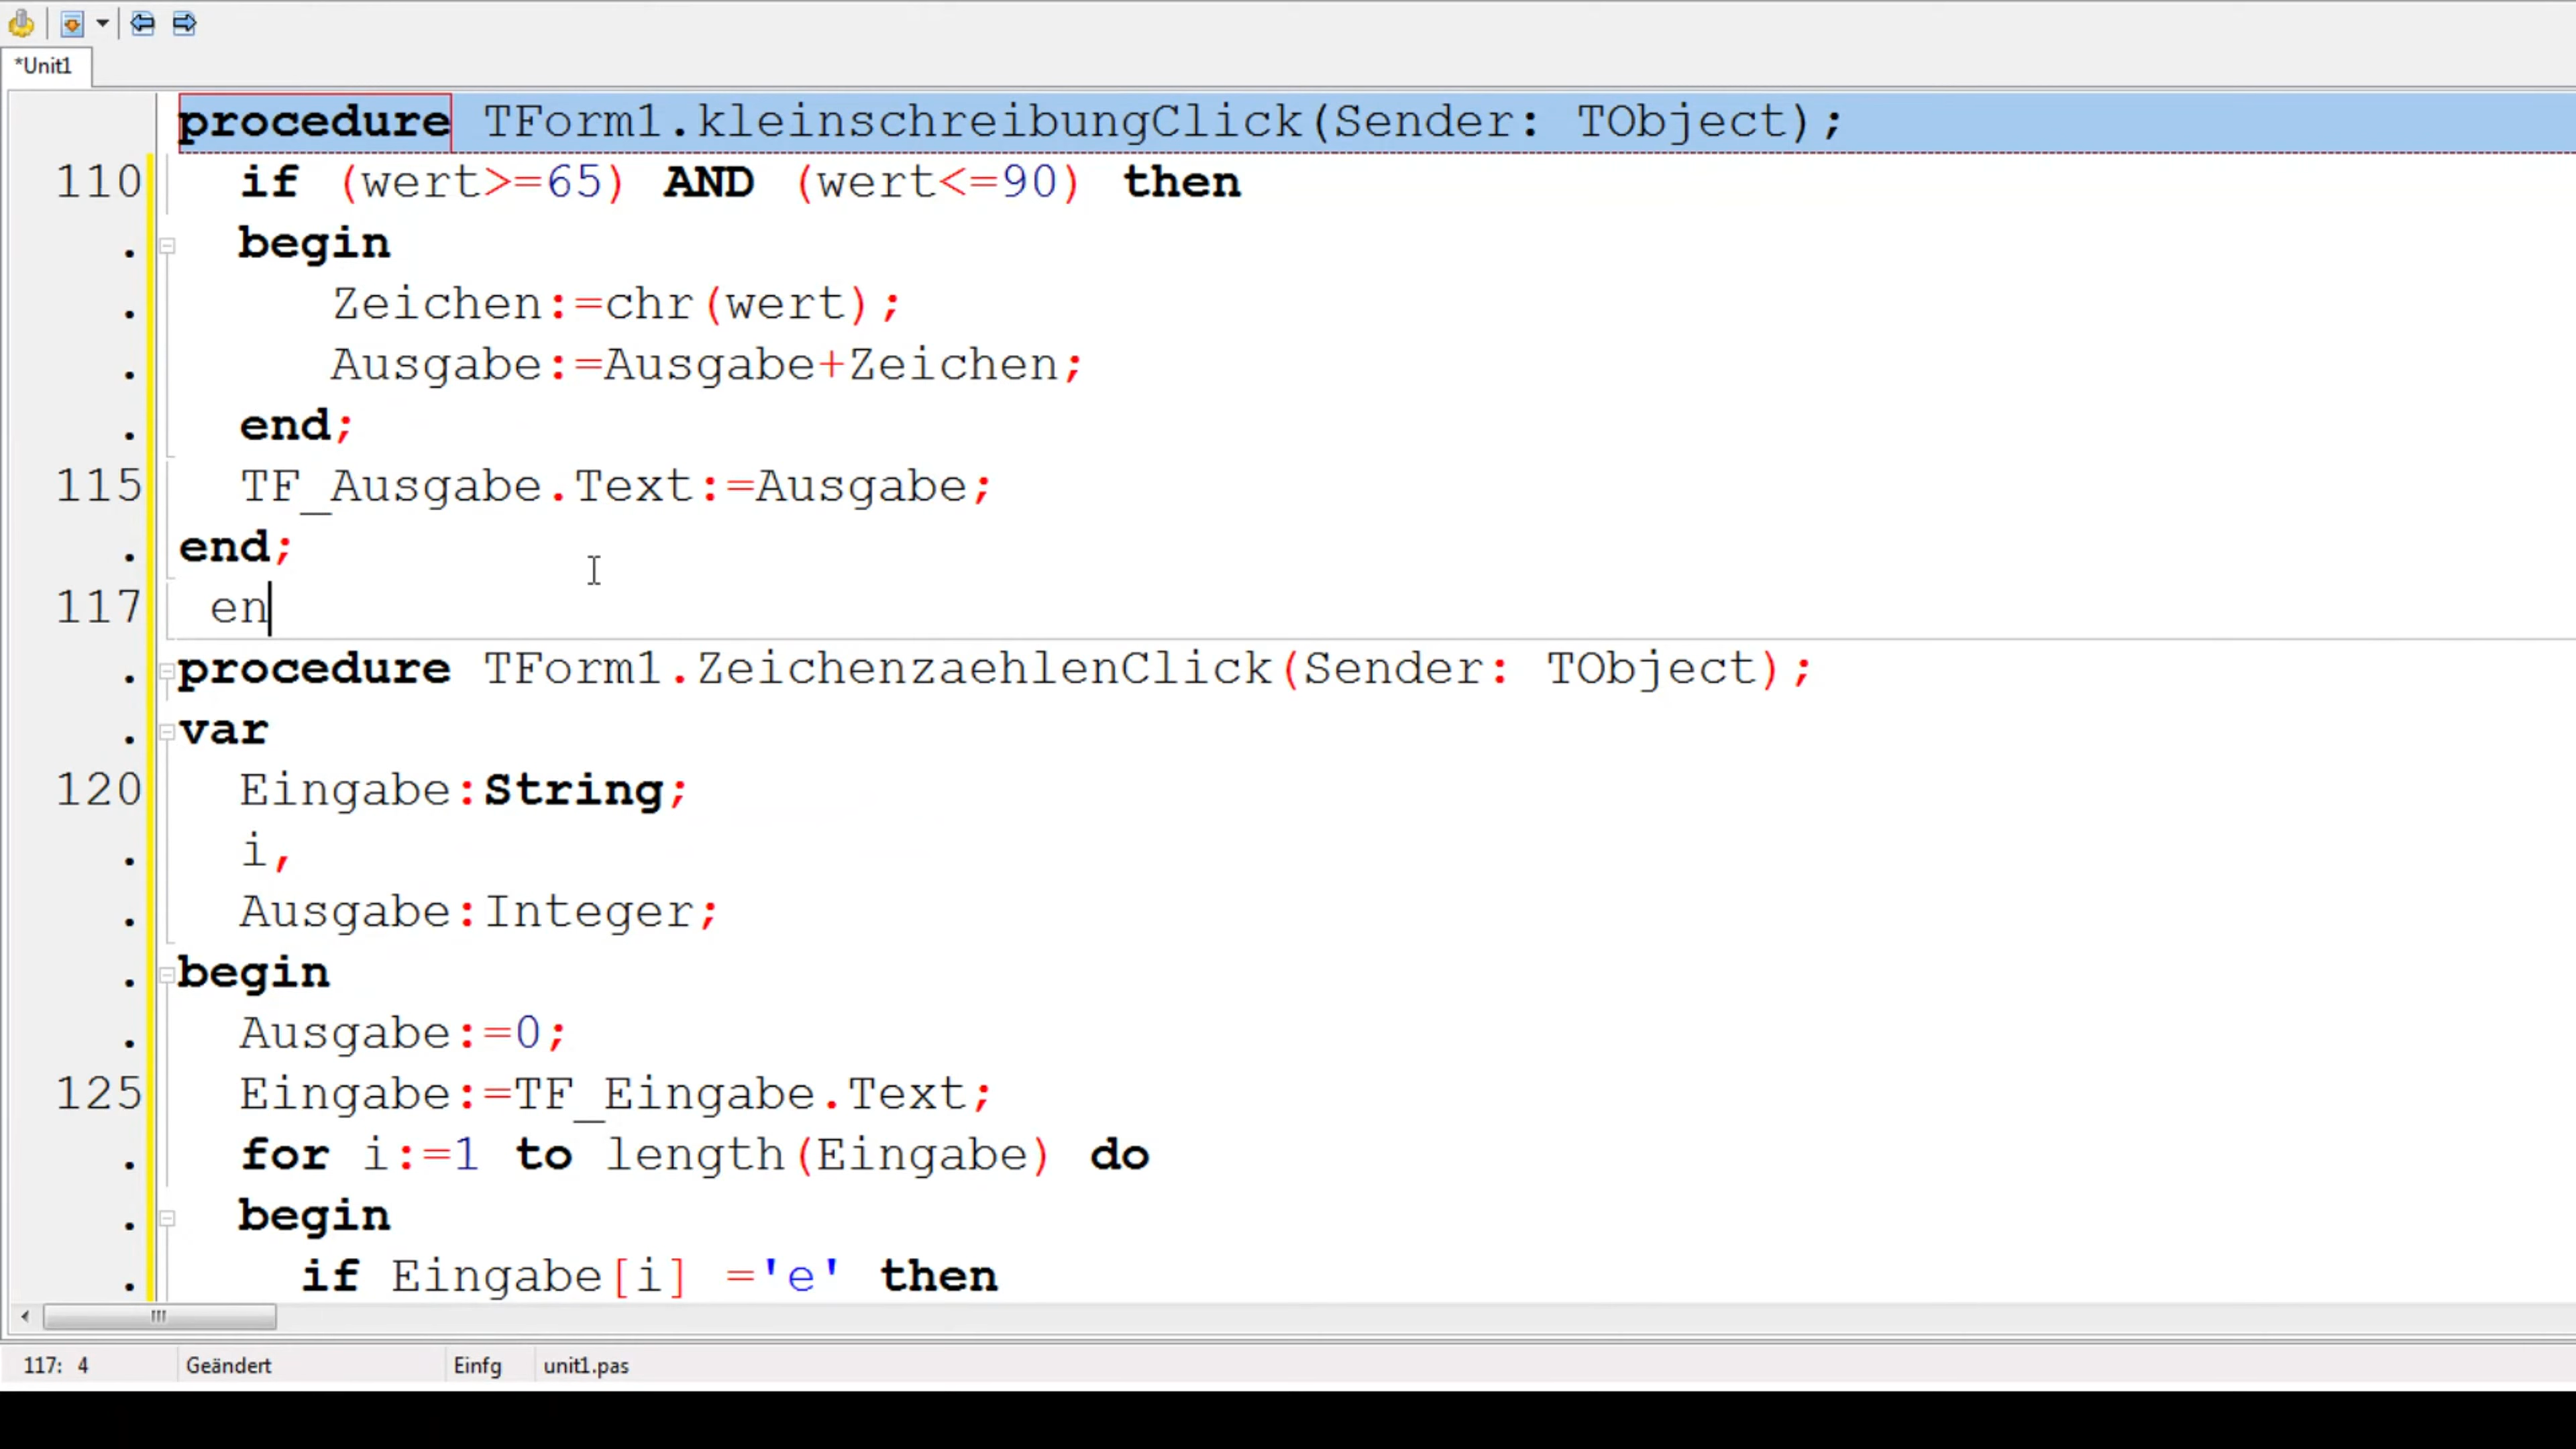 *Unit1
procedure TForm1.kleinschreibungClick(Sender: TObject);
110 if (wert>=65) AND (wert<=90) then
. begin
. Zeichen:=chr(wert);
. Ausgabe:=Ausgabe+Zeichen;
. end;
115 TF_Ausgabe.Text:=Ausgabe;
. end;
117 en
. procedure TForm1.ZeichenzaehlenClick(Sender: TObject);
. var
120 Eingabe:String;
. i,
. Ausgabe:Integer;
. begin
. Ausgabe:=0;
125 Eingabe:=TF_Eingabe.Text;
. for i:=1 to length(Eingabe) do
. begin
. if Eingabe[i] ='e' then
117: 4 Geändert Einfg unit1.pas